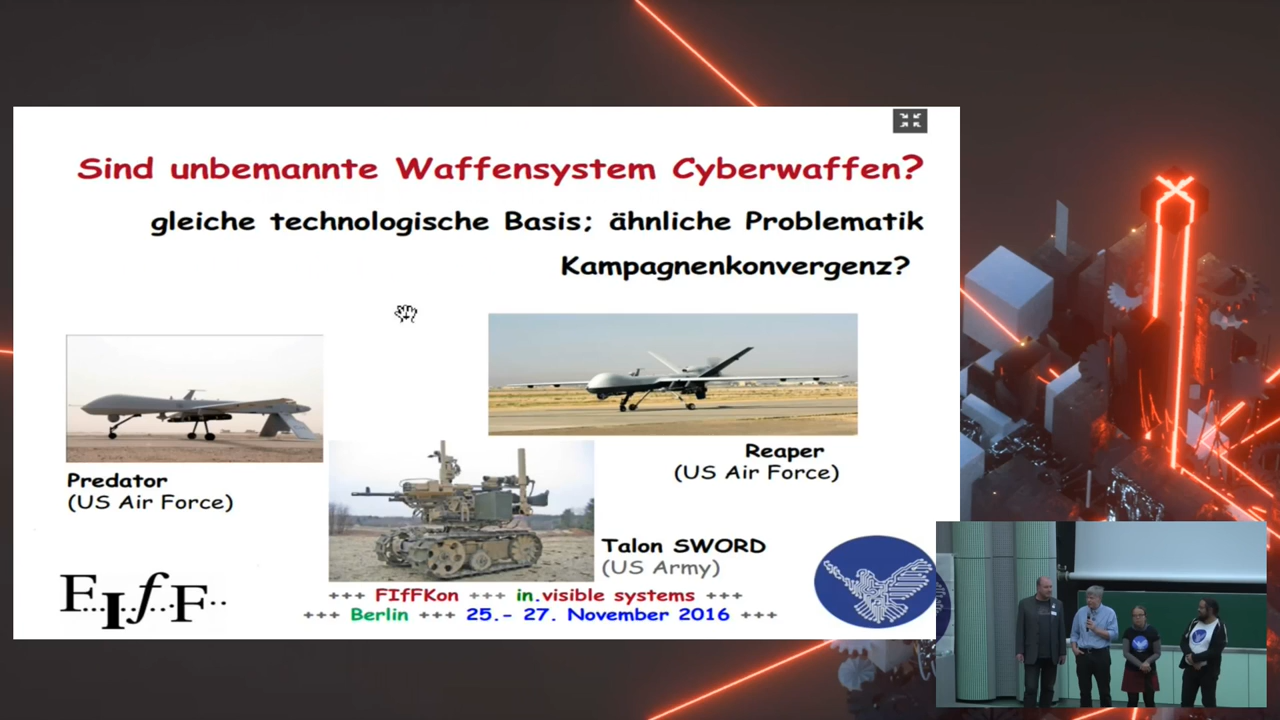 Sind unbemannte Waffensystem Cyberwaffen?
gleiche technologische Basis; ähnliche Problematik
Kampagnenkonvergenz?
Predator
(US Air Force)
Reaper
(US Air Force)
Talon SWORD
(US Army)
FIfF
+++ FIfFKon +++ in.visible systems +++
+++ Berlin +++ 25.- 27. November 2016 +++